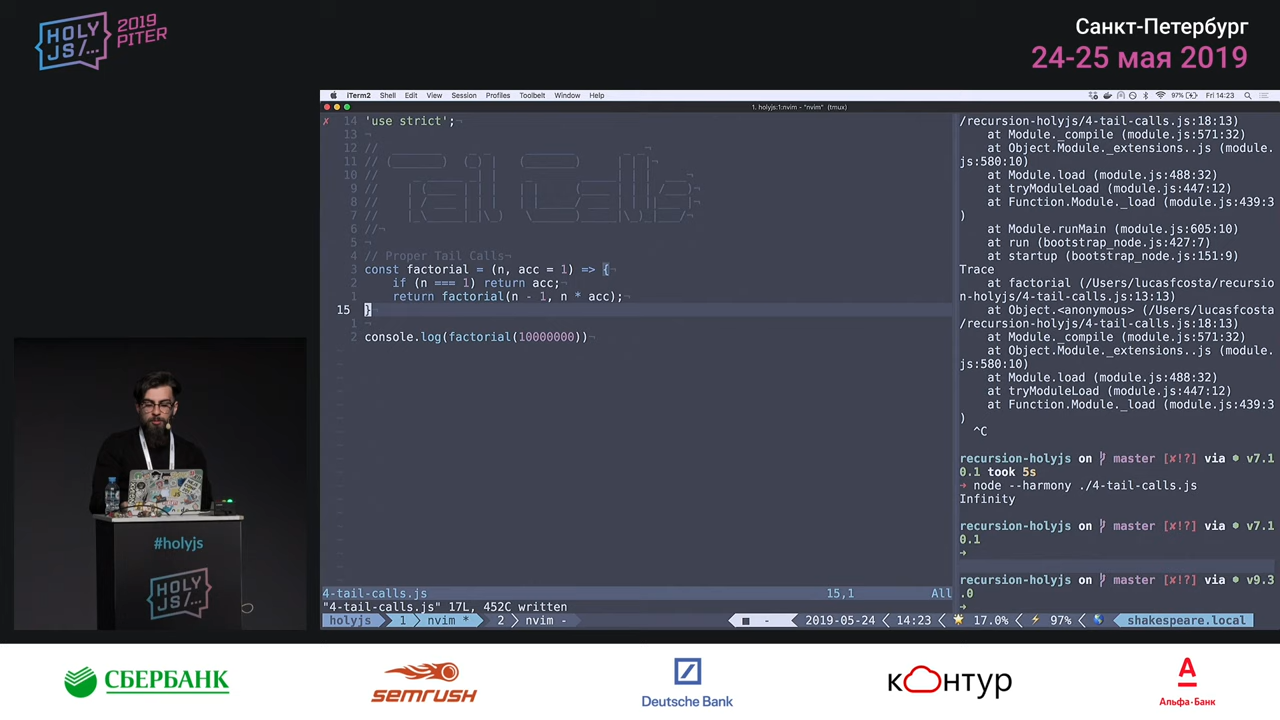 HOLY
JS/...
2019
PITER
Санкт-Петербург
24-25 мая 2019
iTerm2 Shell Edit View Session Profiles Toolbelt Window Help
97% Fri 14:23
1. holyjs:1:nvim - "nvim" (tmux)
✗ 14 'use strict';
13
12 //
11 //
10 //
9 //
8 //
7 //
6 //
5
4 // Proper Tail Calls
3 const factorial = (n, acc = 1) => {
2 if (n === 1) return acc;
1 return factorial(n - 1, n * acc);
15 }
1
2 console.log(factorial(10000000))
4-tail-calls.js 15,1 All
"4-tail-calls.js" 17L, 452C written
holyjs 1 nvim * 2 nvim - - 2019-05-24 14:23 17.0% 97% shakespeare.local
/recursion-holyjs/4-tail-calls.js:18:13)
at Module._compile (module.js:571:32)
at Object.Module._extensions..js (module.
js:580:10)
at Module.load (module.js:488:32)
at tryModuleLoad (module.js:447:12)
at Function.Module._load (module.js:439:3
)
at Module.runMain (module.js:605:10)
at run (bootstrap_node.js:427:7)
at startup (bootstrap_node.js:151:9)
Trace
at factorial (/Users/lucasfcosta/recursio
n-holyjs/4-tail-calls.js:13:13)
at Object.<anonymous> (/Users/lucasfcosta
/recursion-holyjs/4-tail-calls.js:18:13)
at Module._compile (module.js:571:32)
at Object.Module._extensions..js (module.
js:580:10)
at Module.load (module.js:488:32)
at tryModuleLoad (module.js:447:12)
at Function.Module._load (module.js:439:3
)
^C
recursion-holyjs on master [✘!?] via v7.1
0.1 took 5s
➜ node --harmony ./4-tail-calls.js
Infinity
recursion-holyjs on master [✘!?] via v7.1
0.1
➜
recursion-holyjs on master [✘!?] via v9.3
.0
➜
#holyjs
HOLY
JS/...
СБЕРБАНК
semrush
Deutsche Bank
контур
Альфа·Банк